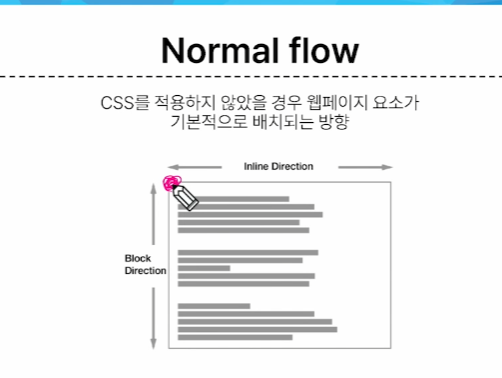 Normal flow
CSS를 적용하지 않았을 경우 웹페이지 요소가
기본적으로 배치되는 방향
Inline Direction
Block
Direction